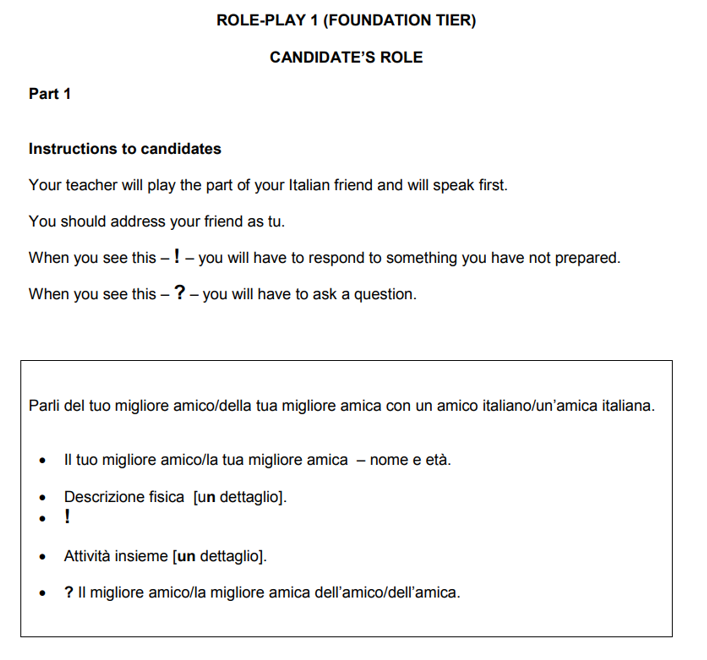 ROLE-PLAY 1 (FOUNDATION TIER)
CANDIDATE'S ROLE
Part 1
Instructions to candidates
Your teacher will play the part of your Italian friend and will speak first.
You should address your friend as tu.
When you see this – ! – you will have to respond to something you have not prepared.
When you see this – ? – you will have to ask a question.
Parli del tuo migliore amico/della tua migliore amica con un amico italiano/un'amica italiana.
• Il tuo migliore amico/la tua migliore amica – nome e età.
• Descrizione fisica [un dettaglio].
• !
• Attività insieme [un dettaglio].
• ? Il migliore amico/la migliore amica dell'amico/dell'amica.